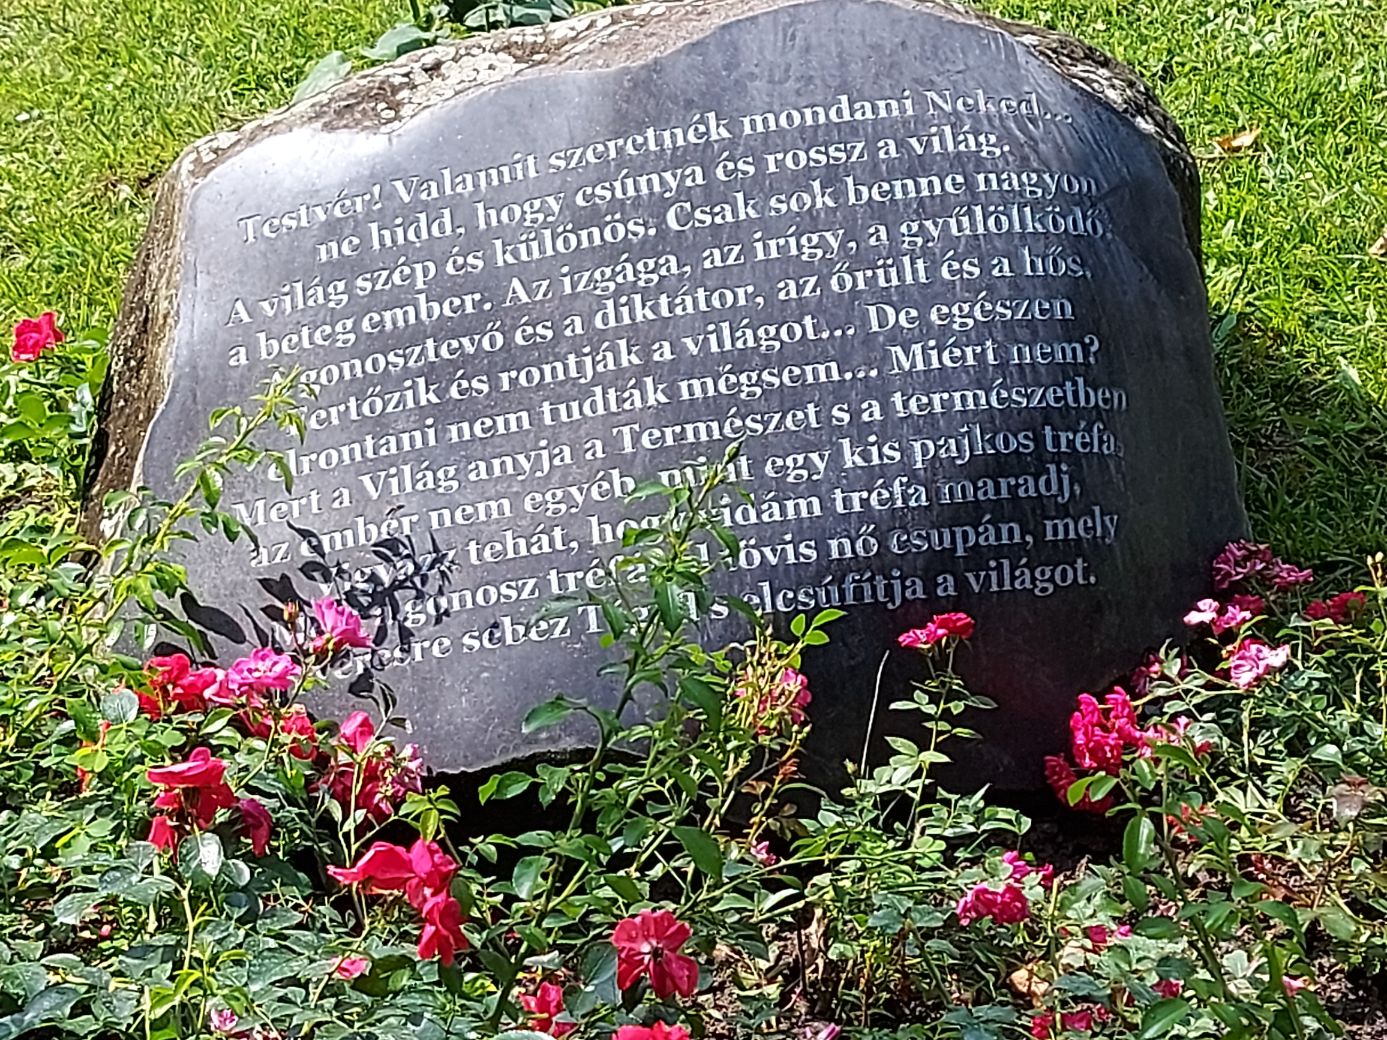 Testvér! Valamit szeretnék mondani Neked...
ne hidd, hogy csúnya és rossz a világ.
A világ szép és különös. Csak sok benne nagyon
a beteg ember. Az izgága, az irígy, a gyűlölködő.
A gonosztevő és a diktátor, az őrült és a hős.
Fertőzik és rontják a világot... De egészen
elrontani nem tudták mégsem... Miért nem?
Mert a Világ anyja a Természet s a természetben
az ember nem egyéb, mint egy kis pajkos tréfa.
tehát, hogy vidám tréfa maradj,
gonosz tréfa tövis nő csupán, mely
sebez Téged s elcsúfítja a világot.